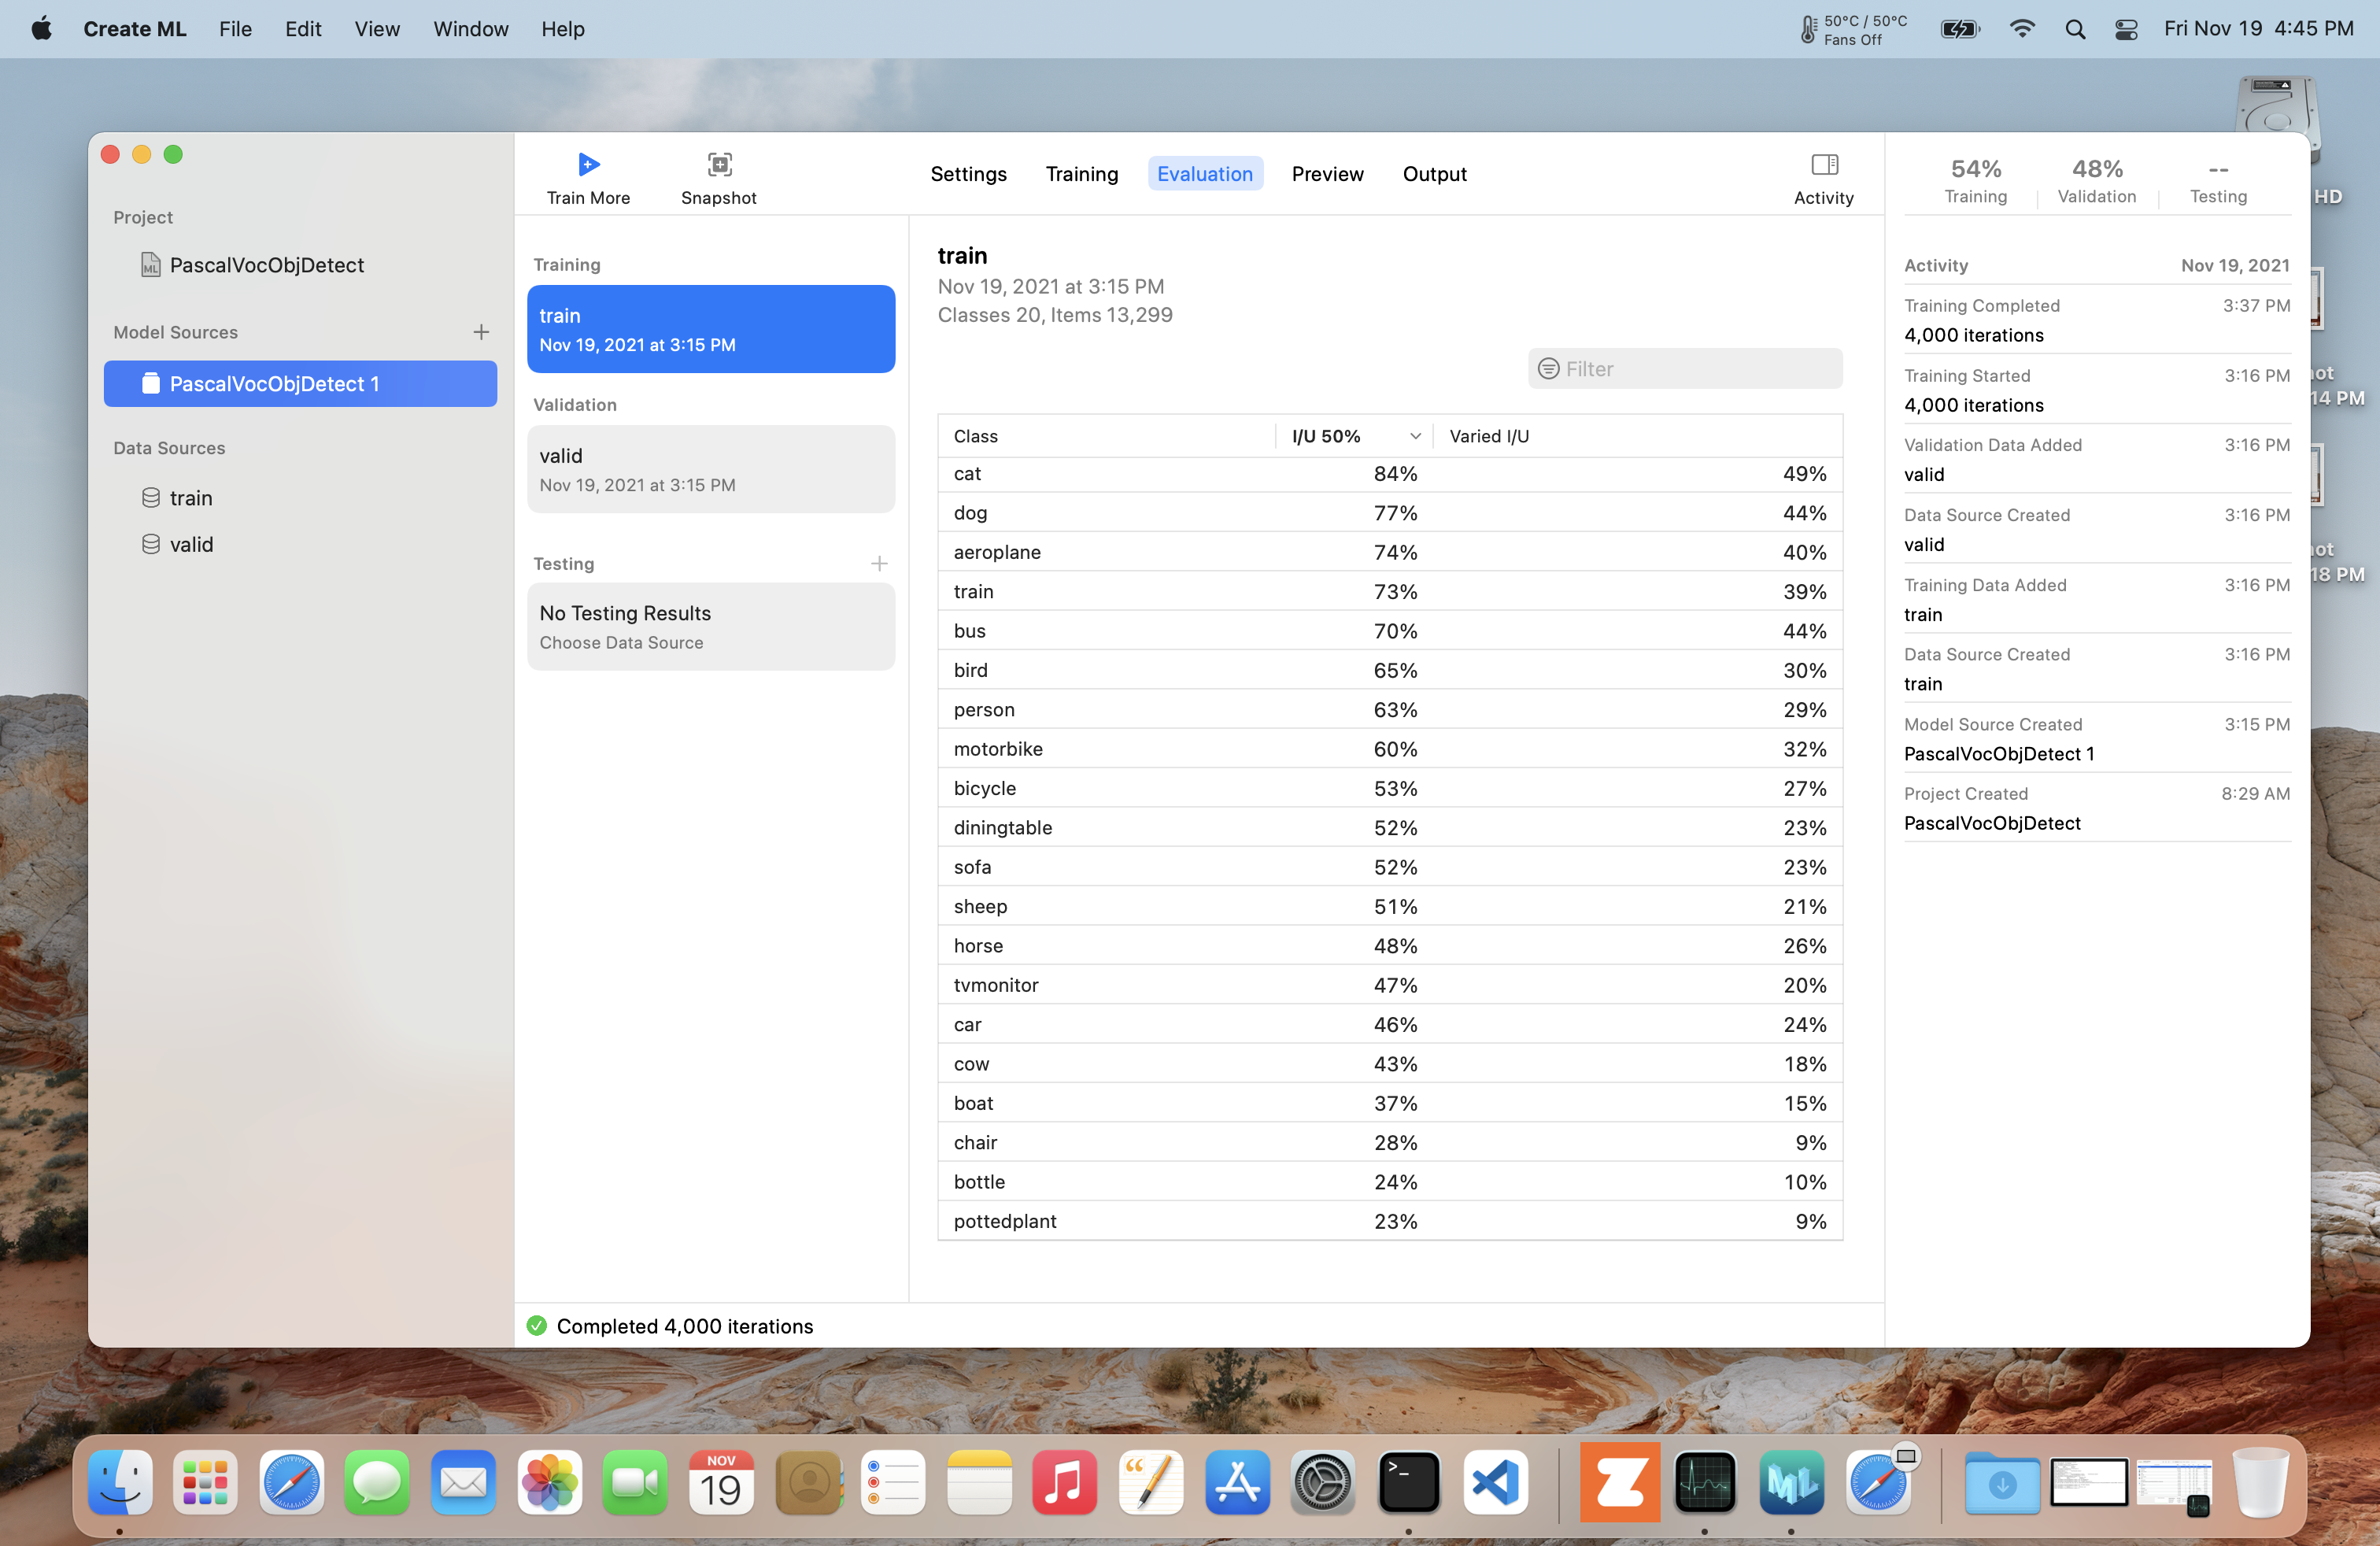 Create ML File Edit View Window Help
50°C / 50°C
Fans Off
Fri Nov 19 4:45 PM
HD
14 PM
18 PM
Project
PascalVocObjDetect
Model Sources
PascalVocObjDetect 1
Data Sources
train
valid
Train More
Snapshot
Settings Training Evaluation Preview Output
Activity
Training
train
Nov 19, 2021 at 3:15 PM
Validation
valid
Nov 19, 2021 at 3:15 PM
Testing
No Testing Results
Choose Data Source
train
Nov 19, 2021 at 3:15 PM
Classes 20, Items 13,299
Filter
Class I/U 50% Varied I/U
cat 84% 49%
dog 77% 44%
aeroplane 74% 40%
train 73% 39%
bus 70% 44%
bird 65% 30%
person 63% 29%
motorbike 60% 32%
bicycle 53% 27%
diningtable 52% 23%
sofa 52% 23%
sheep 51% 21%
horse 48% 26%
tvmonitor 47% 20%
car 46% 24%
cow 43% 18%
boat 37% 15%
chair 28% 9%
bottle 24% 10%
pottedplant 23% 9%
Completed 4,000 iterations
54% 48% --
Training Validation Testing
Activity Nov 19, 2021
Training Completed 3:37 PM
4,000 iterations
Training Started 3:16 PM
4,000 iterations
Validation Data Added 3:16 PM
valid
Data Source Created 3:16 PM
valid
Training Data Added 3:16 PM
train
Data Source Created 3:16 PM
train
Model Source Created 3:15 PM
PascalVocObjDetect 1
Project Created 8:29 AM
PascalVocObjDetect
NOV
19
ML